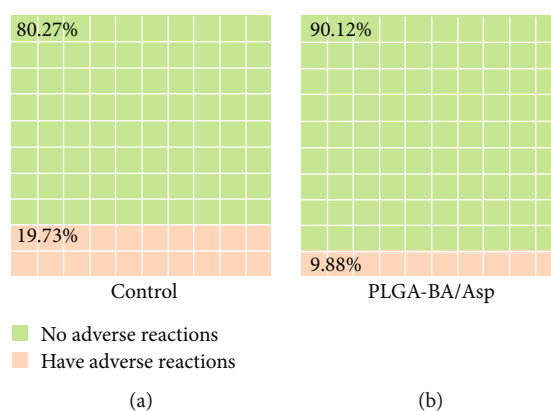 80.27%
90.12%
19.73%
9.88%
Control
PLGA-BA/Asp
No adverse reactions
Have adverse reactions
(a)
(b)